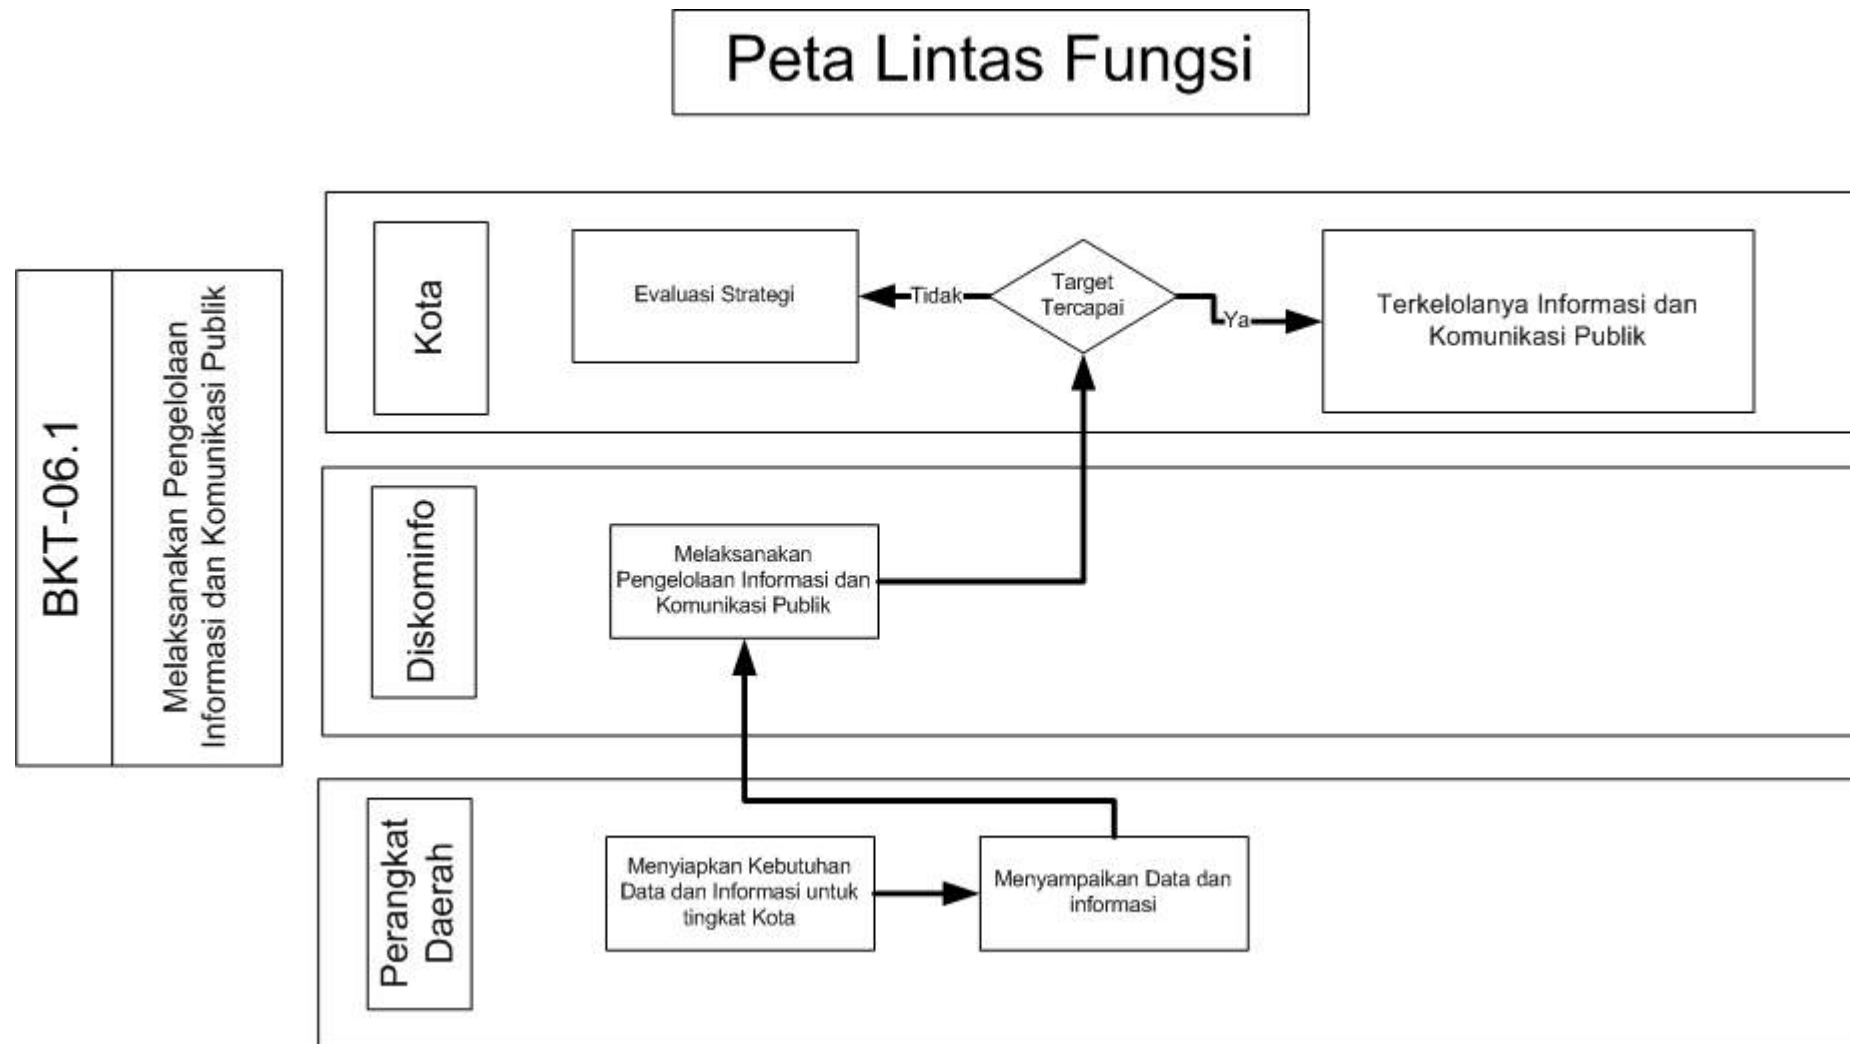 Peta Lintas Fungsi
BKT-06.1
Melaksanakan Pengelolaan
Informasi dan Komunikasi Publik
Kota
Evaluasi Strategi
Tidak
Target
Tercapai
Ya
Terkelolanya Informasi dan
Komunikasi Publik
Diskominfo
Melaksanakan
Pengelolaan Informasi dan
Komunikasi Publik
Perangkat
Daerah
Menyiapkan Kebutuhan
Data dan Informasi untuk
tingkat Kota
Menyampaikan Data dan
informasi